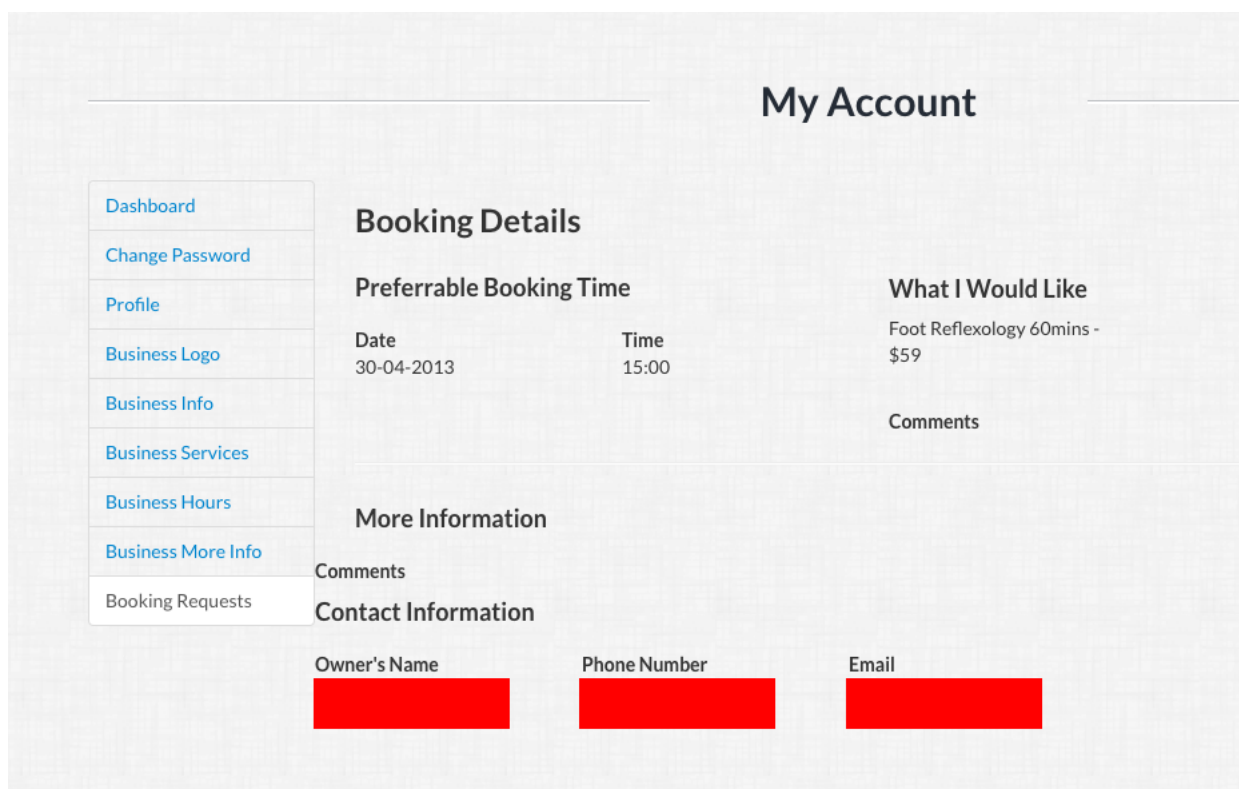 My Account
Dashboard
Change Password
Profile
Business Logo
Business Info
Business Services
Business Hours
Business More Info
Booking Requests
Booking Details
Preferrable Booking Time
Date
30-04-2013
Time
15:00
What I Would Like
Foot Reflexology 60mins -
$59
Comments
More Information
Comments
Contact Information
Owner's Name
Phone Number
Email